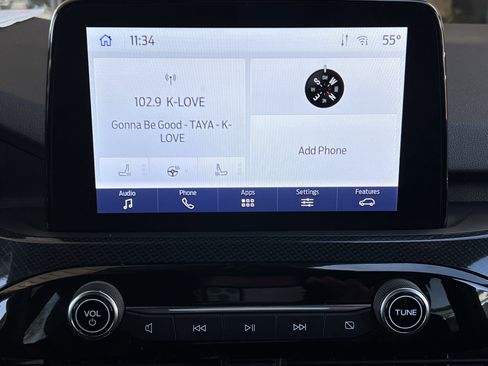 11:34
55°
102.9 K-LOVE
Gonna Be Good - TAYA - K-
LOVE
Add Phone
Audio
Phone
Apps
Settings
Features
VOL
TUNE